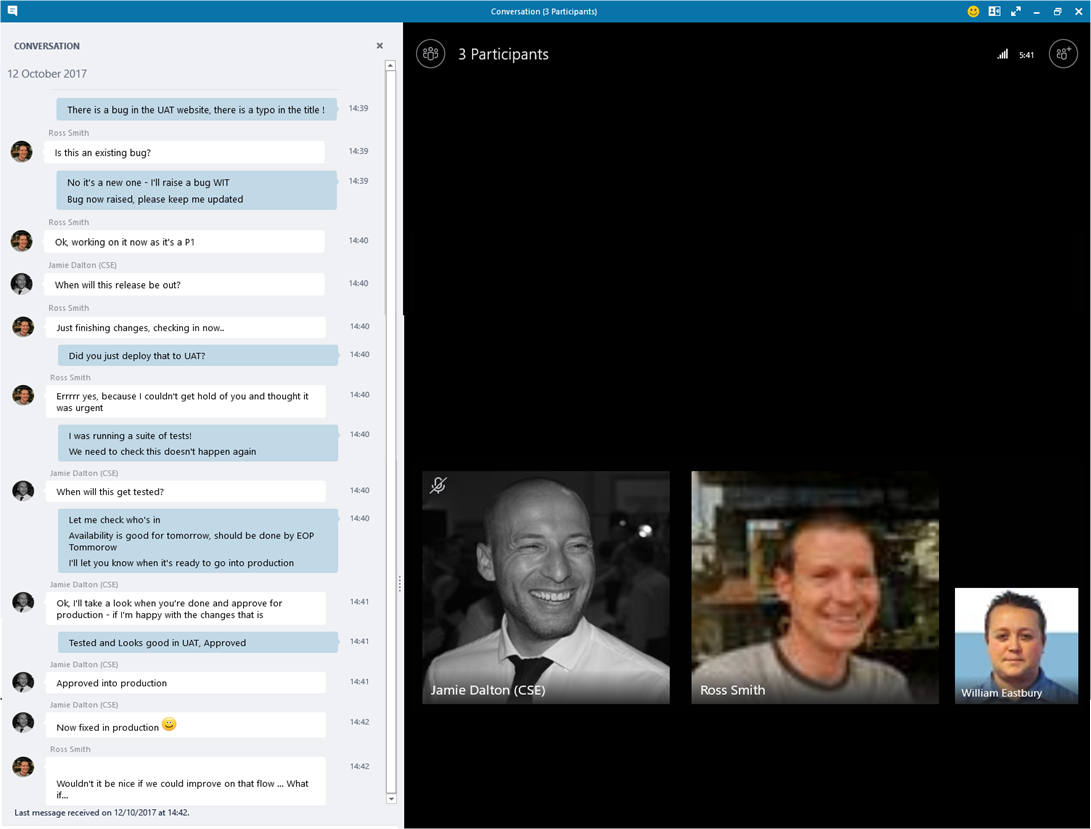 Conversation (3 Participants)
CONVERSATION
12 October 2017
There is a bug in the UAT website, there is a typo in the title !
14:39
Ross Smith
Is this an existing bug?
14:39
No it's a new one - I'll raise a bug WIT
14:39
Bug now raised, please keep me updated
Ross Smith
Ok, working on it now as it's a P1
14:40
Jamie Dalton (CSE)
When will this release be out?
14:40
Ross Smith
Just finishing changes, checking in now..
14:40
Did you just deploy that to UAT?
14:40
Ross Smith
Errrrr yes, because I couldn't get hold of you and thought it
14:40
was urgent
I was running a suite of tests!
14:40
We need to check this doesn't happen again
Jamie Dalton (CSE)
When will this get tested?
14:40
Let me check who's in
14:40
Availability is good for tomorrow, should be done by EOP
Tommorow
I'll let you know when it's ready to go into production
Jamie Dalton (CSE)
Ok, I'll take a look when you're done and approve for
14:41
production - if I'm happy with the changes that is
Tested and Looks good in UAT, Approved
14:41
Jamie Dalton (CSE)
Approved into production
14:41
Jamie Dalton (CSE)
Now fixed in production
14:42
Ross Smith
14:42
Wouldn't it be nice if we could improve on that flow ... What
if...
Last message received on 12/10/2017 at 14:42.
3 Participants
5:41
Jamie Dalton (CSE)
Ross Smith
William Eastbury